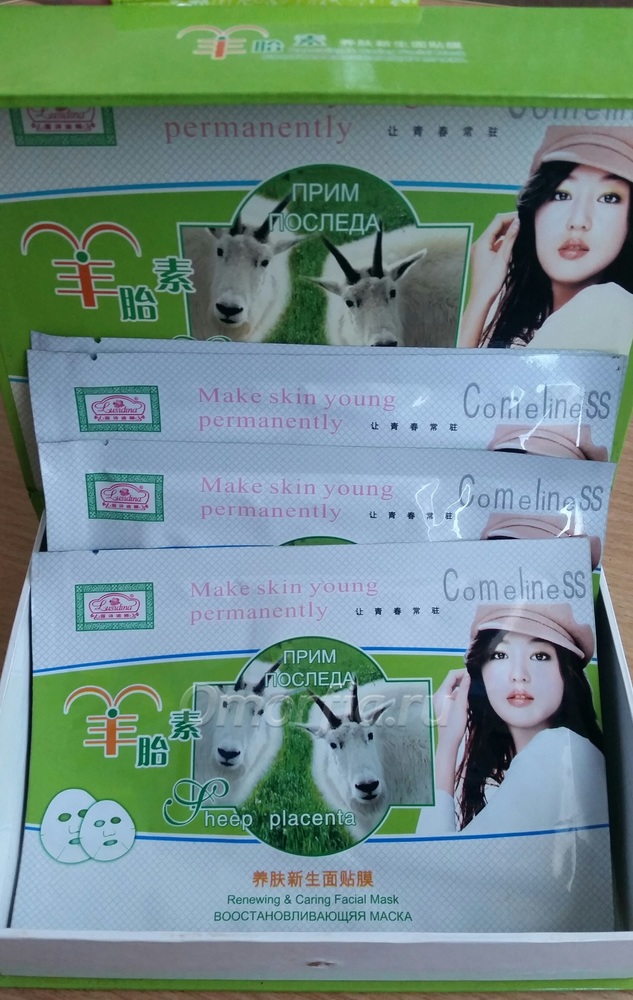 羊胎素 养肤新生面贴膜
permanently 让青春常驻
ПРИМ
ПОСЛЕДА
羊胎素
Luadina
Make skin young
permanently 让青春常驻
ComelineSS
Luadina
Make skin young
permanently 让青春常驻
ComelineSS
Luadina
Make skin young
permanently 让青春常驻
ComelineSS
ПРИМ
ПОСЛЕДА
羊胎素
Sheep placenta
养肤新生面贴膜
Renewing & Caring Facial Mask
ВООСТАНОВЛИВАЮЩЯЯ МАСКА